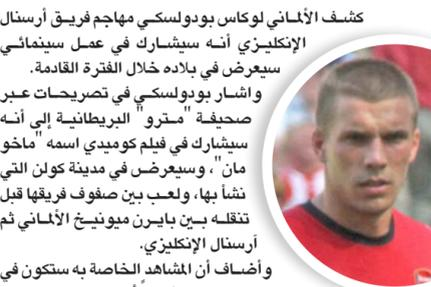 كشف الألماني لوكاس بودولسكي مهاجم فريق أرسنال
الإنكليزي أنه سيشارك في عمل سينمائي
سيعرض في بلاده خلال الفترة القادمة.
واشار بودولسكي في تصريحات عبر
صحيفة "مترو" البريطانية إلى أنه
سيشارك في فيلم كوميدي اسمه "ماخو
مان"، وسيعرض في مدينة كولن التي
نشأ بها، ولعب بين صفوف فريقها قبل
تنقله بين بايرن ميونيخ الألماني ثم
آرسنال الإنكليزي.
وأضاف أن المشاهد الخاصة به ستكون في